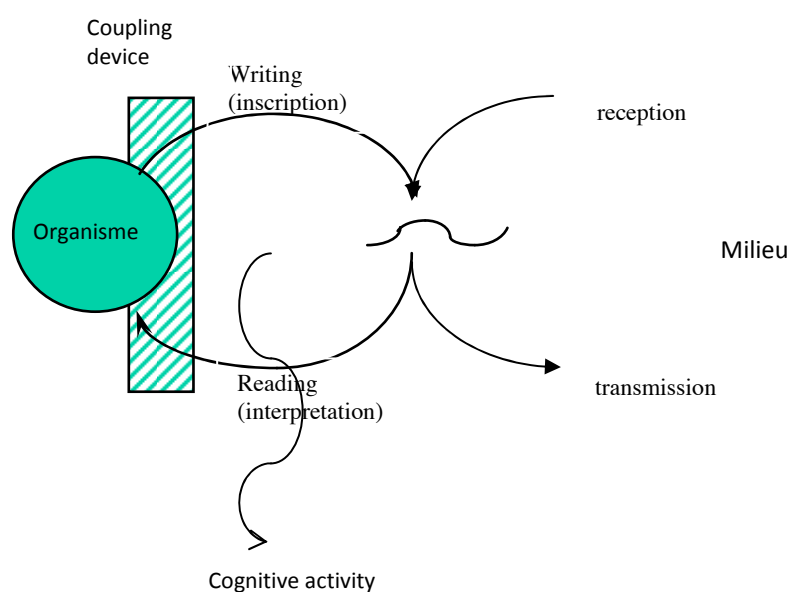 Coupling
device
Writing
(inscription)
reception
Organisme
Milieu
Reading
(interpretation)
transmission
Cognitive activity